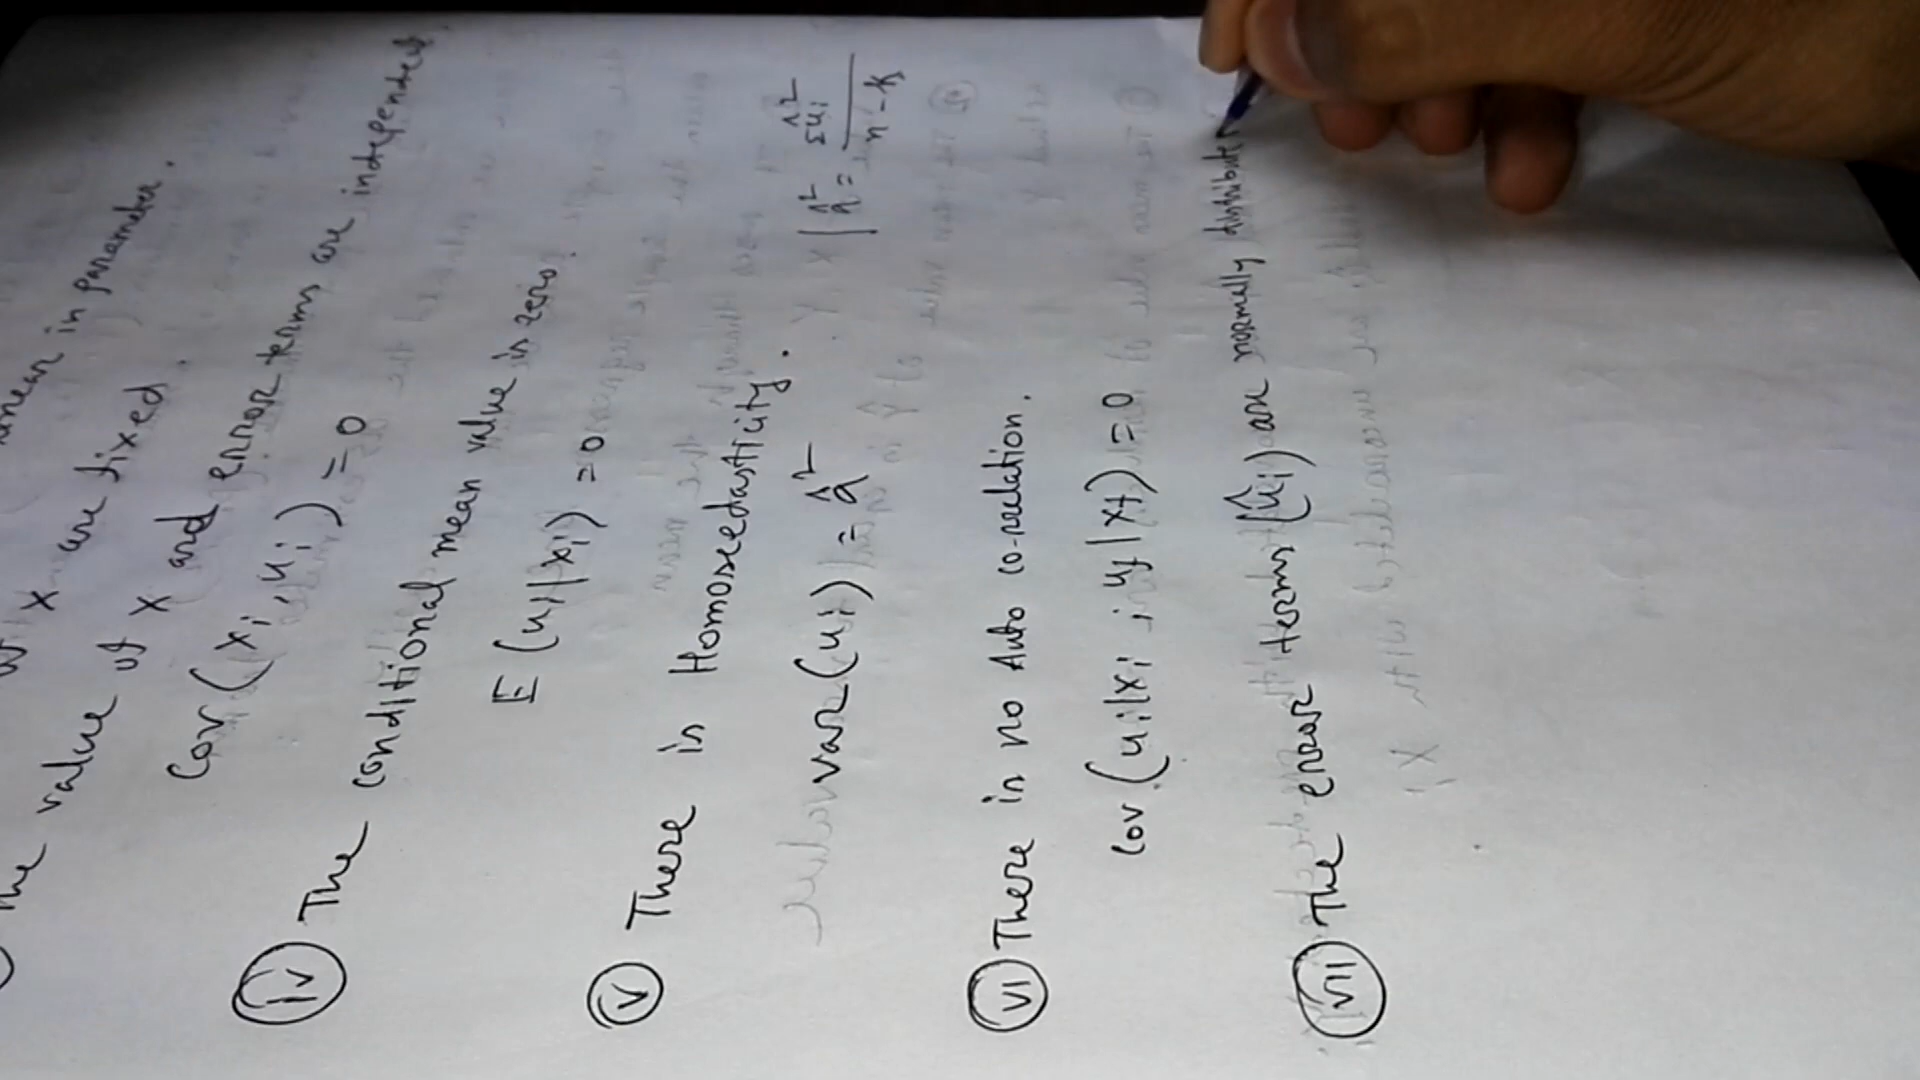 in parameter.
X are fixed.
The value of X and error terms are independent.
Cov(Xi, ui) = 0
(iv) The conditional mean value is zero.
E(ui|xi) = 0
(v) There is Homoscedasticity.
var(ui) = σ̂² | σ̂² = Σûi² / n-k
(vi) There is no Auto co-relation.
Cov(ui|xi ; uj|xj) = 0
(vii) The error terms (ûi) are normally distribute